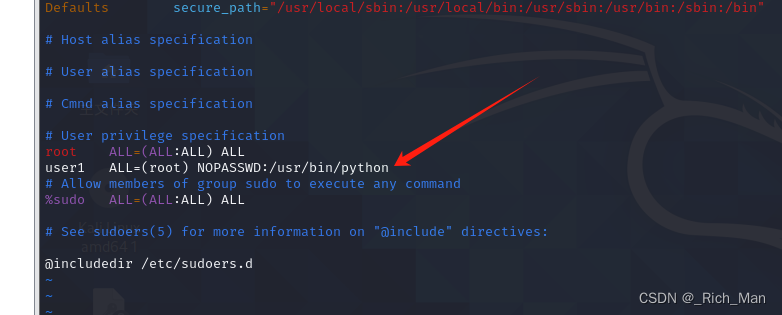 Defaults        secure_path="/usr/local/sbin:/usr/local/bin:/usr/sbin:/usr/bin:/sbin:/bin"
# Host alias specification
# User alias specification
# Cmnd alias specification
# User privilege specification
root    ALL=(ALL:ALL) ALL
user1   ALL=(root) NOPASSWD:/usr/bin/python
# Allow members of group sudo to execute any command
%sudo   ALL=(ALL:ALL) ALL
# See sudoers(5) for more information on "@include" directives:
amd64 1
@includedir /etc/sudoers.d
~
~
~
CSDN @_Rich_Man